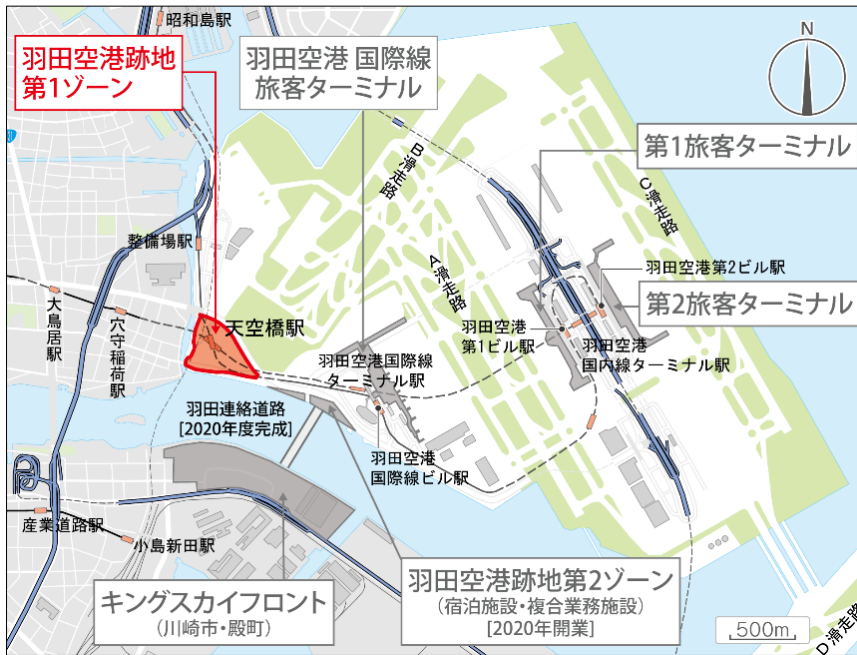 昭和島駅
羽田空港跡地
第1ゾーン
羽田空港 国際線
旅客ターミナル
N
第1旅客ターミナル
B滑走路
C滑走路
整備場駅
A滑走路
羽田空港第2ビル駅
第2旅客ターミナル
大鳥居駅
穴守稲荷駅
天空橋駅
羽田空港
第1ビル駅
羽田空港
国内線ターミナル駅
羽田空港国際線
ターミナル駅
羽田連絡道路
[2020年度完成]
羽田空港
国際線ビル駅
産業道路駅
小島新田駅
キングスカイフロント
(川崎市・殿町)
羽田空港跡地第2ゾーン
(宿泊施設・複合業務施設)
[2020年開業]
500m
D滑走路